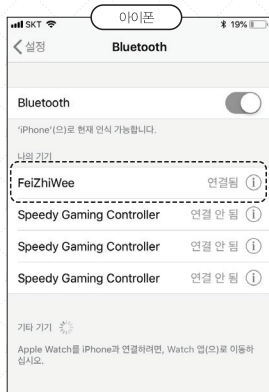 아이폰
SKT 19%
설정 Bluetooth
Bluetooth
'iPhone'(으)로 현재 인식 가능합니다.
나의 기기
FeiZhiWee 연결됨
Speedy Gaming Controller 연결 안 됨
Speedy Gaming Controller 연결 안 됨
Speedy Gaming Controller 연결 안 됨
기타 기기
Apple Watch를 iPhone과 연결하려면, Watch 앱(으)로 이동하
십시오.